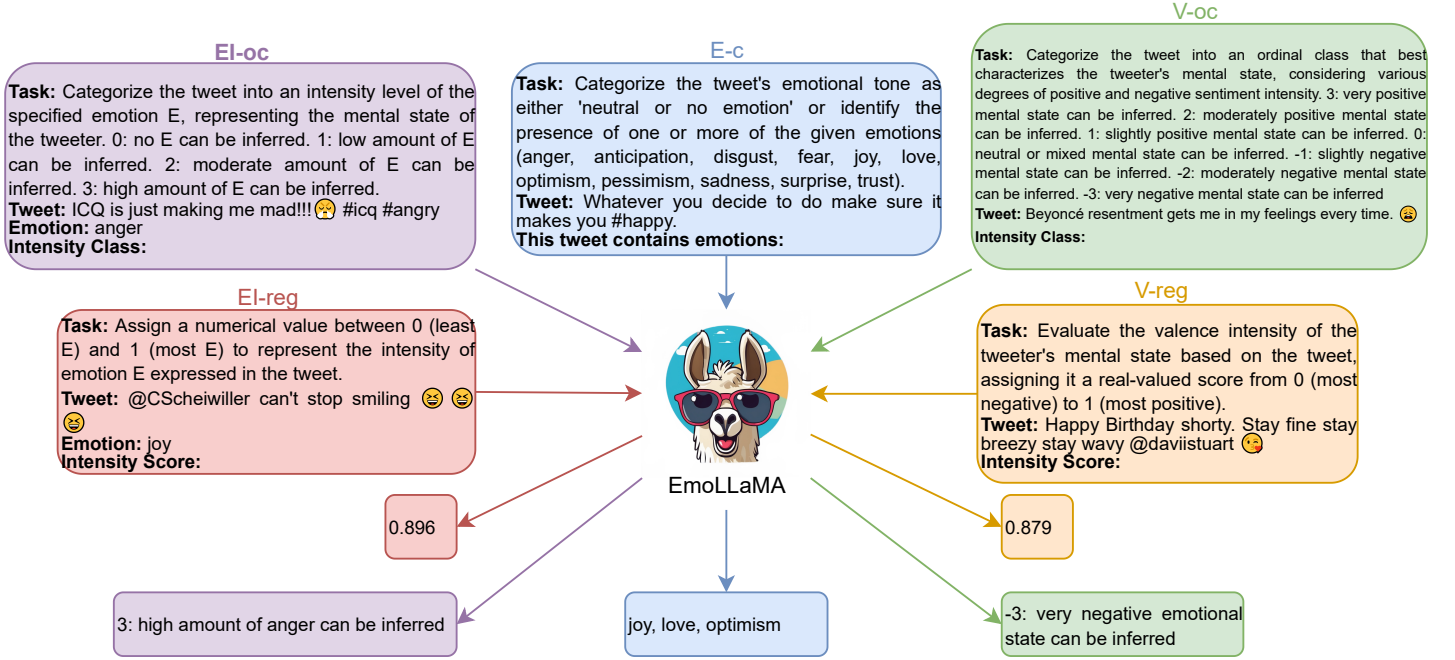 EI-oc
Task: Categorize the tweet into an intensity level of the
specified emotion E, representing the mental state of
the tweeter. 0: no E can be inferred. 1: low amount of E
can be inferred. 2: moderate amount of E can be
inferred. 3: high amount of E can be inferred.
Tweet: ICQ is just making me mad!!!😤 #icq #angry
Emotion: anger
Intensity Class:
E-c
Task: Categorize the tweet's emotional tone as
either 'neutral or no emotion' or identify the
presence of one or more of the given emotions
(anger, anticipation, disgust, fear, joy, love,
optimism, pessimism, sadness, surprise, trust).
Tweet: Whatever you decide to do make sure it
makes you #happy.
This tweet contains emotions:
V-oc
Task: Categorize the tweet into an ordinal class that best
characterizes the tweeter's mental state, considering various
degrees of positive and negative sentiment intensity. 3: very positive
mental state can be inferred. 2: moderately positive mental state
can be inferred. 1: slightly positive mental state can be inferred. 0:
neutral or mixed mental state can be inferred. -1: slightly negative
mental state can be inferred. -2: moderately negative mental state
can be inferred. -3: very negative mental state can be inferred
Tweet: Beyoncé resentment gets me in my feelings every time. 😩
Intensity Class:
EI-reg
Task: Assign a numerical value between 0 (least
E) and 1 (most E) to represent the intensity of
emotion E expressed in the tweet.
Tweet: @CScheiwiller can't stop smiling 😆 😆
😆
Emotion: joy
Intensity Score:
V-reg
Task: Evaluate the valence intensity of the
tweeter's mental state based on the tweet,
assigning it a real-valued score from 0 (most
negative) to 1 (most positive).
Tweet: Happy Birthday shorty. Stay fine stay
breezy stay wavy @daviistuart 😘
Intensity Score:
EmoLLaMA
0.896
0.879
3: high amount of anger can be inferred
joy, love, optimism
-3: very negative emotional
state can be inferred